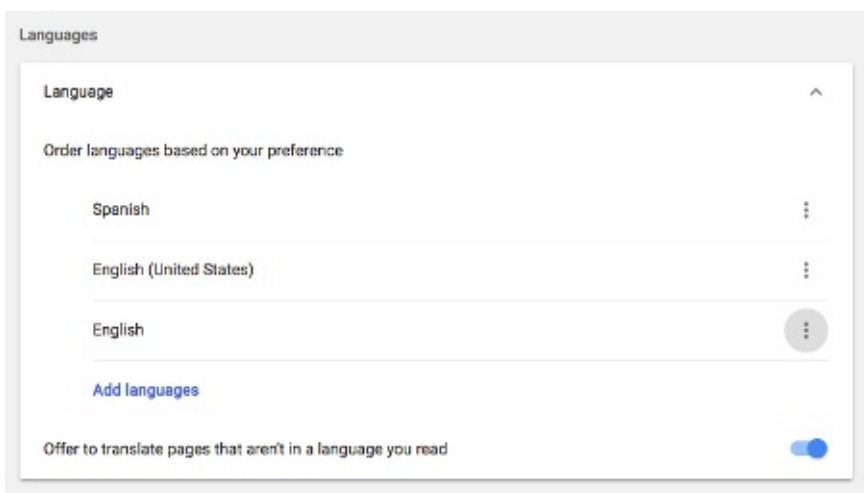 Languages
Language
Order languages based on your preference
Spanish
English (United States)
English
Add languages
Offer to translate pages that aren't in a language you read